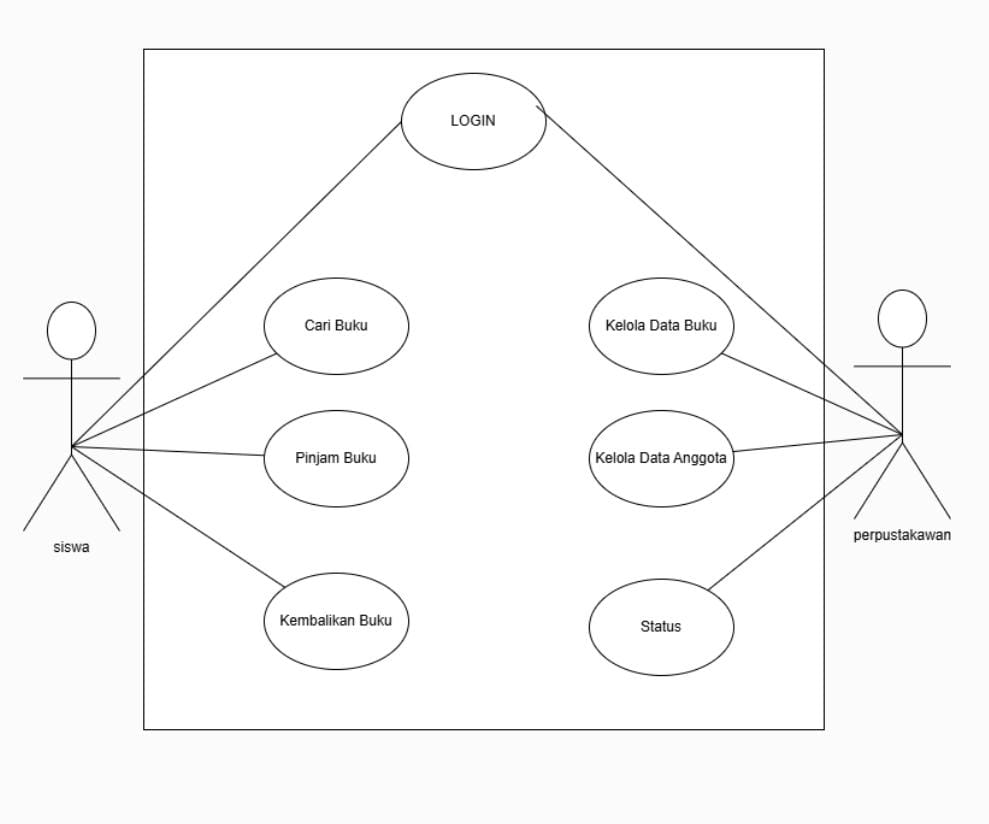 LOGIN
Cari Buku
Kelola Data Buku
Pinjam Buku
Kelola Data Anggota
siswa
perpustakawan
Kembalikan Buku
Status